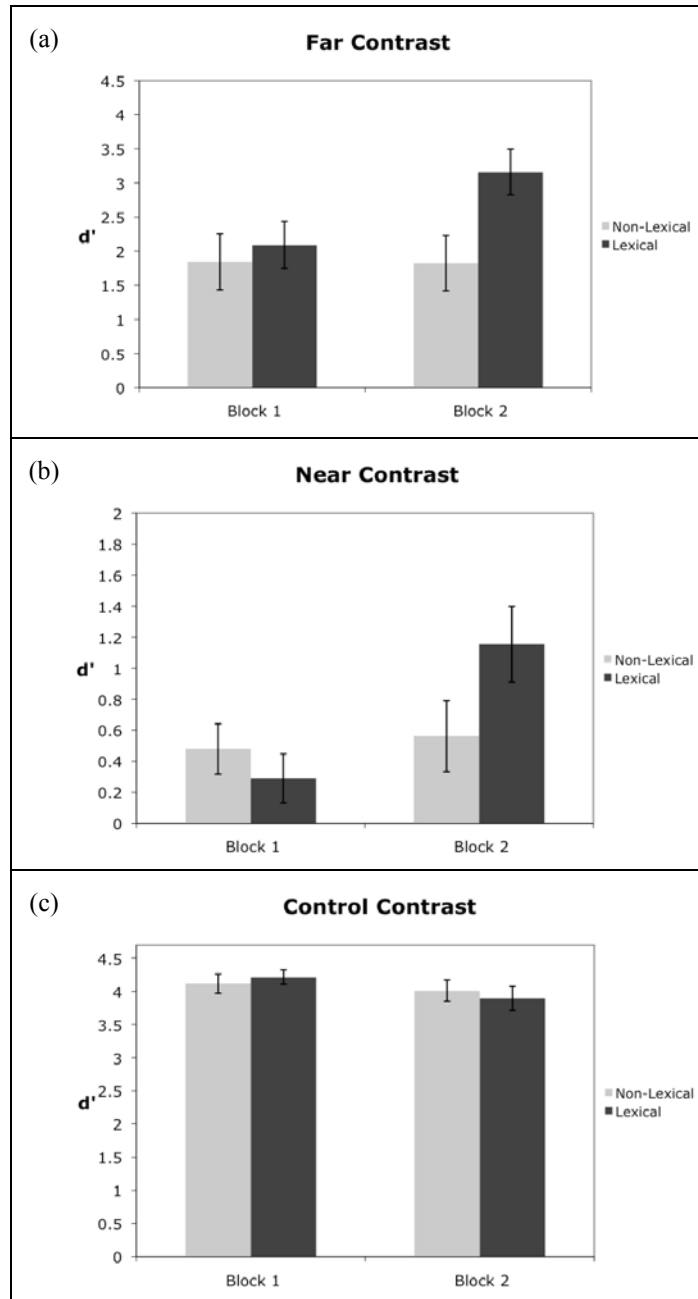 (a)
Far Contrast
4.5
4
3.5
3
2.5
d'
2
1.5
1
0.5
0
Block 1
Block 2
Non-Lexical
Lexical
(b)
Near Contrast
2
1.8
1.6
1.4
1.2
d'
1
0.8
0.6
0.4
0.2
0
Block 1
Block 2
Non-Lexical
Lexical
(c)
Control Contrast
4.5
4
3.5
3
2.5
d'
2
1.5
1
0.5
0
Block 1
Block 2
Non-Lexical
Lexical